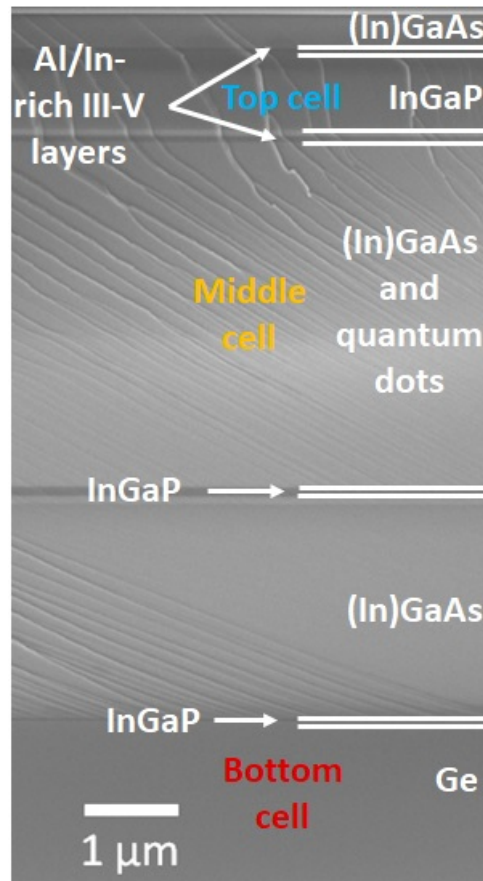 (In)GaAs
Al/In-
rich III-V
layers
Top cell
InGaP
(In)GaAs
and
quantum
dots
Middle
cell
InGaP
(In)GaAs
InGaP
Bottom
cell
Ge
1 μm